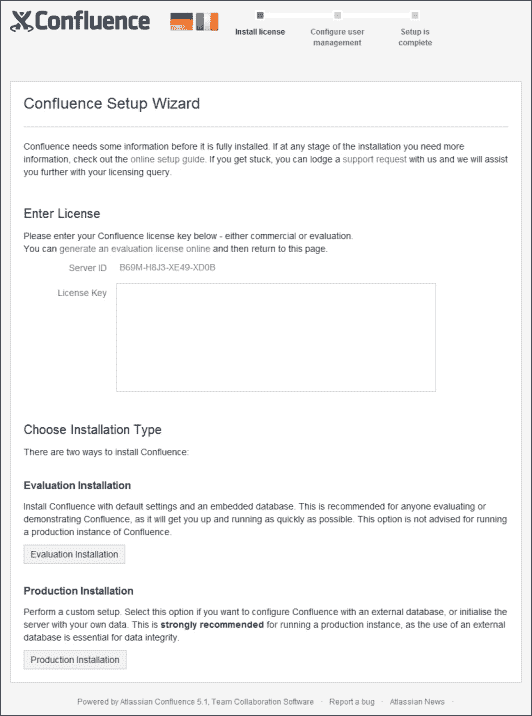 Confluence
Install license
Configure user
management
Setup is
complete
Confluence Setup Wizard
Confluence needs some information before it is fully installed. If at any stage of the installation you need more
information, check out the online setup guide. If you get stuck, you can lodge a support request with us and we will assist
you further with your licensing query.
Enter License
Please enter your Confluence license key below - either commercial or evaluation.
You can generate an evaluation license online and then return to this page.
Server ID B69M-H8J3-XE49-XD0B
License Key
Choose Installation Type
There are two ways to install Confluence:
Evaluation Installation
Install Confluence with default settings and an embedded database. This is recommended for anyone evaluating or
demonstrating Confluence, as it will get you up and running as quickly as possible. This option is not advised for running
a production instance of Confluence.
Evaluation Installation
Production Installation
Perform a custom setup. Select this option if you want to configure Confluence with an external database, or initialise the
server with your own data. This is strongly recommended for running a production instance, as the use of an external
database is essential for data integrity.
Production Installation
Powered by Atlassian Confluence 5.1, Team Collaboration Software · Report a bug · Atlassian News ·